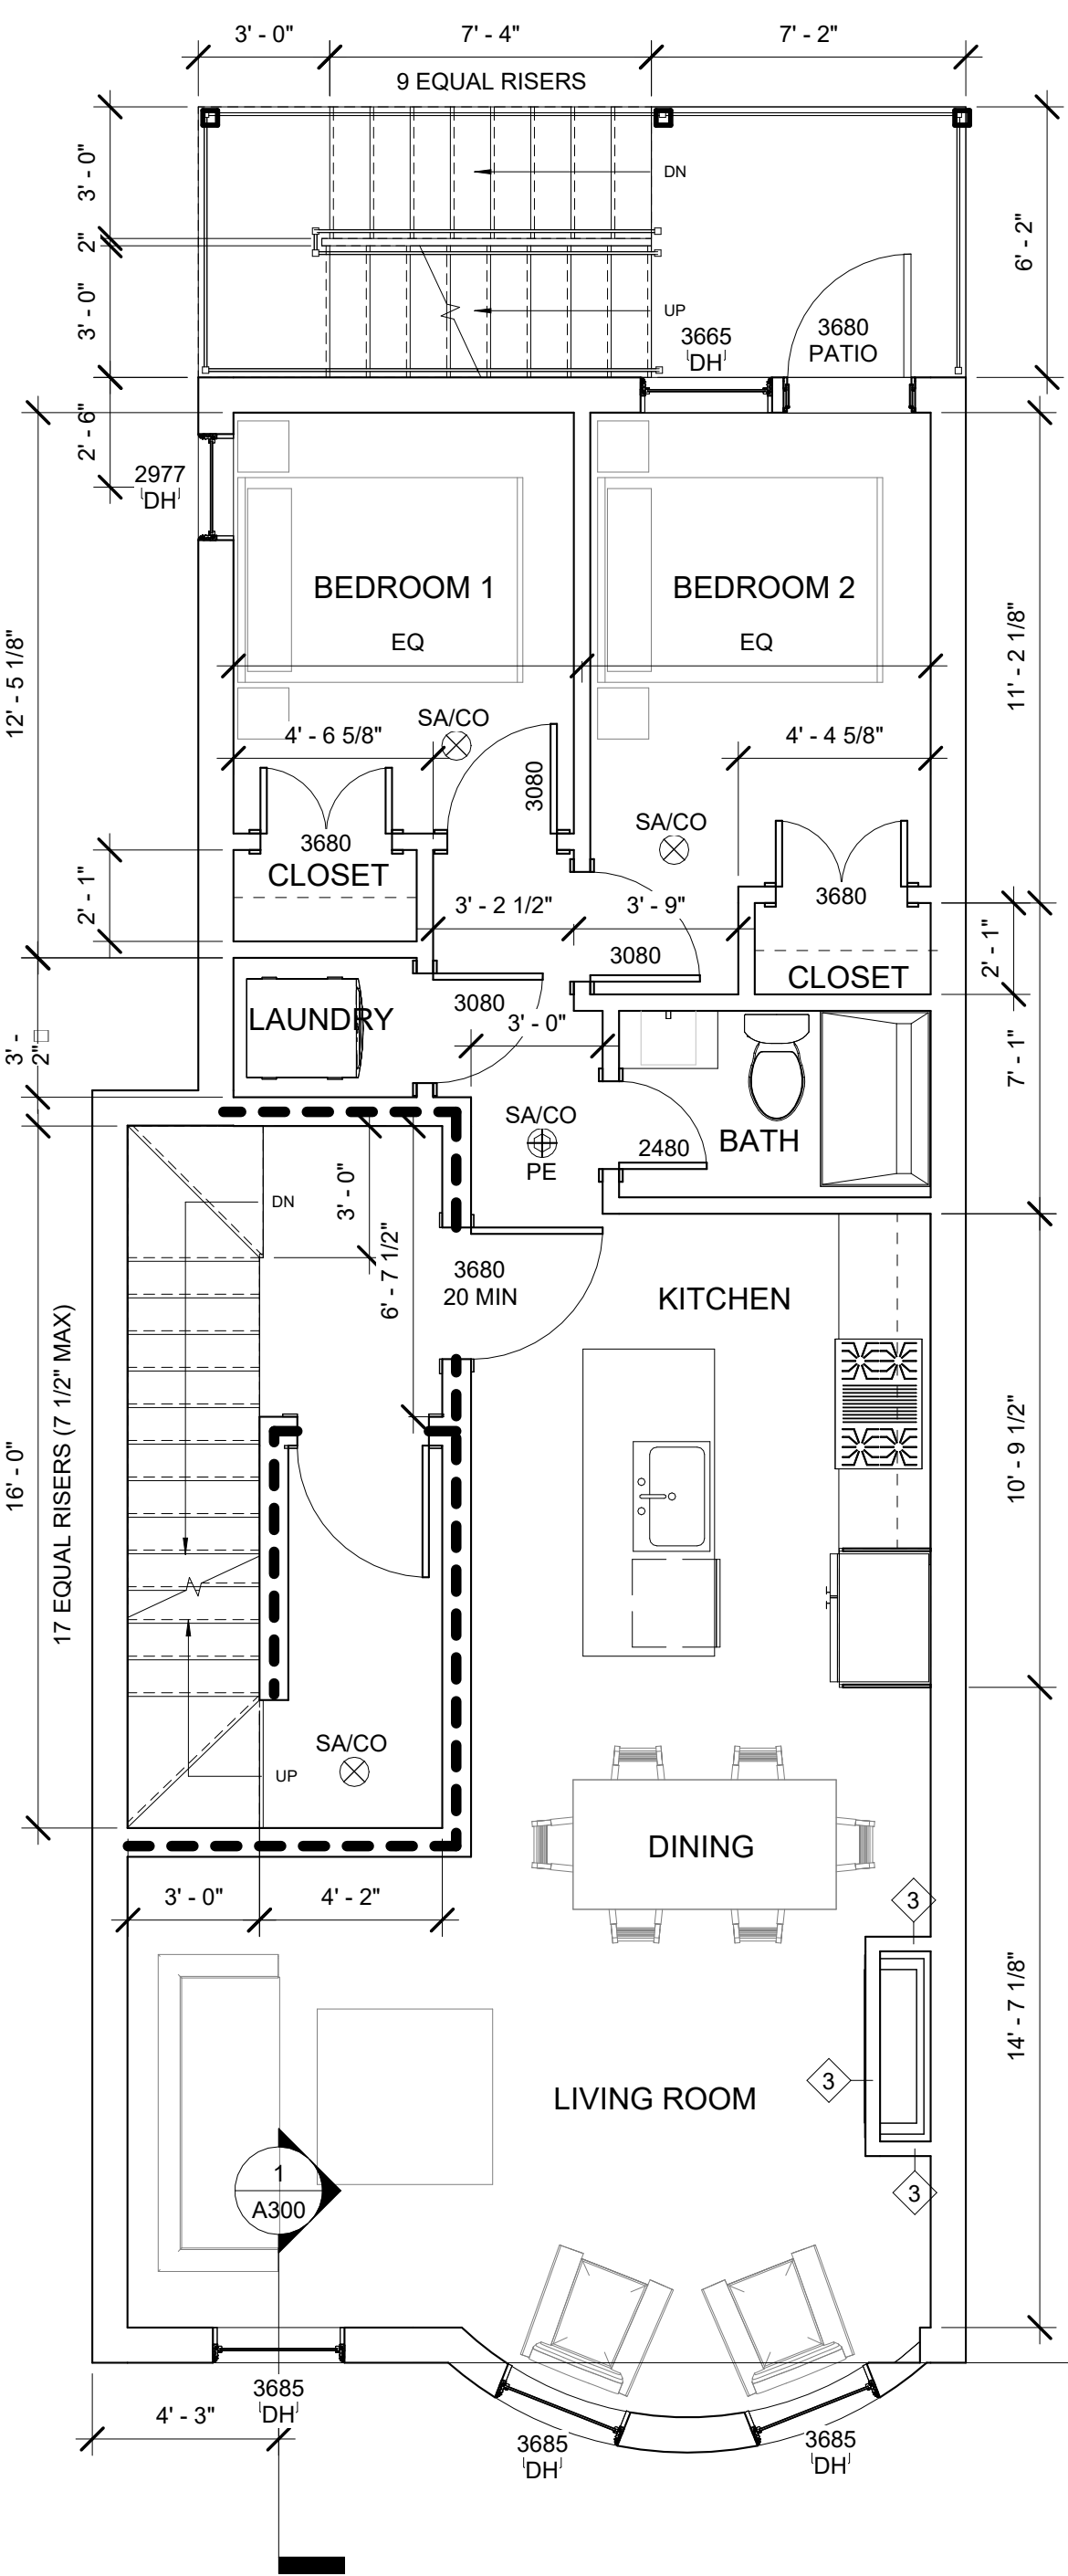 3' - 0" 7' - 4" 7' - 2"
9 EQUAL RISERS
3' - 0"
2"
3' - 0"
2' - 6"
6' - 2"
DN
UP
3665
DH
3680
PATIO
2977
DH
BEDROOM 1
BEDROOM 2
EQ
EQ
12' - 5 1/8"
11' - 2 1/8"
SA/CO
4' - 6 5/8"
4' - 4 5/8"
3080
SA/CO
3680
CLOSET
3680
2' - 1"
3' - 2 1/2"
3' - 9"
3080
CLOSET
2' - 1"
LAUNDRY
3080
3' - 0"
3' -
2"
7' - 1"
SA/CO
PE
2480
BATH
DN
3' - 0"
6' - 7 1/2"
3680
20 MIN
KITCHEN
16' - 0"
17 EQUAL RISERS (7 1/2" MAX)
10' - 9 1/2"
SA/CO
UP
DINING
3' - 0"
4' - 2"
3
14' - 7 1/8"
3
LIVING ROOM
1
A300
3
3685
DH
4' - 3"
3685
DH
3685
DH